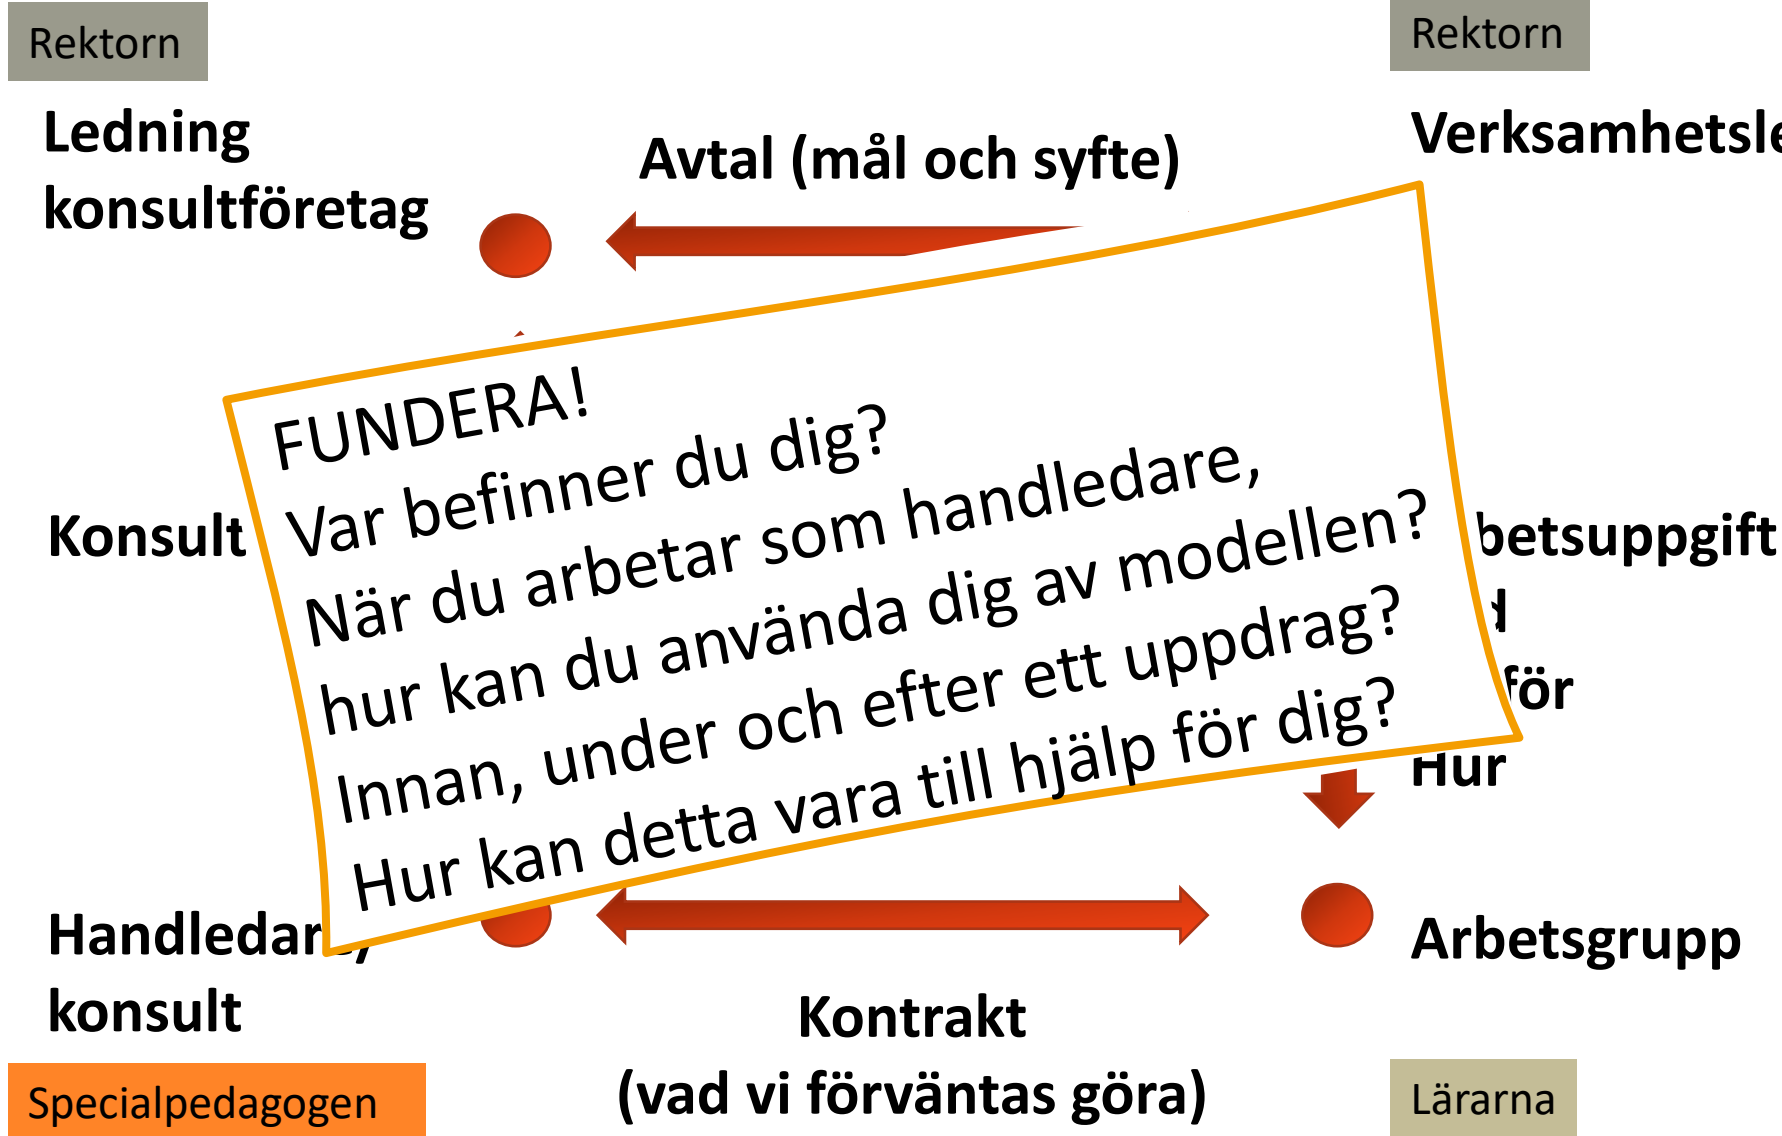 Rektorn
Rektorn
Ledning
konsultföretag
Avtal (mål och syfte)
Verksamhetsle
FUNDERA!
Var befinner du dig?
När du arbetar som handledare,
hur kan du använda dig av modellen?
Innan, under och efter ett uppdrag?
Hur kan detta vara till hjälp för dig?
Konsult
betsuppgift
för
Hur
Handledar
konsult
Arbetsgrupp
Kontrakt
(vad vi förväntas göra)
Specialpedagogen
Lärarna